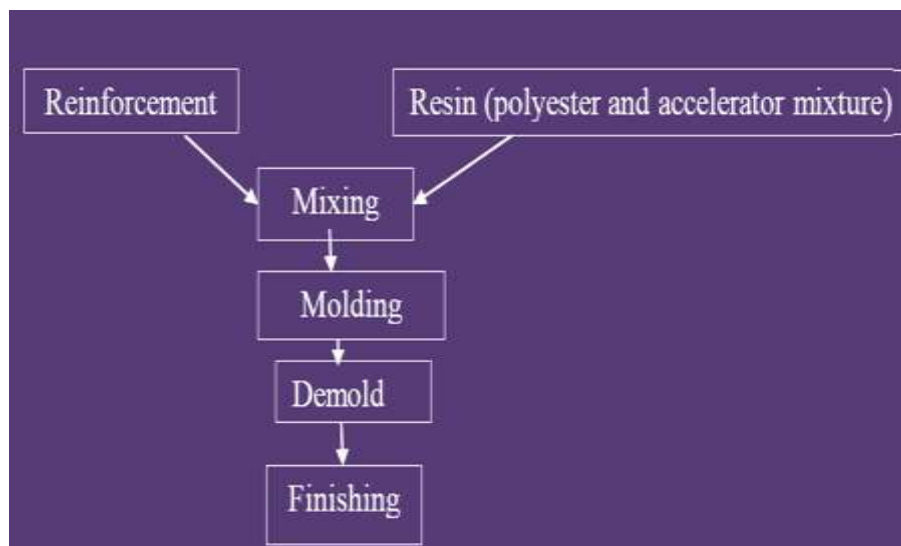 Reinforcement
Resin (polyester and accelerator mixture)
Mixing
Molding
Demold
Finishing